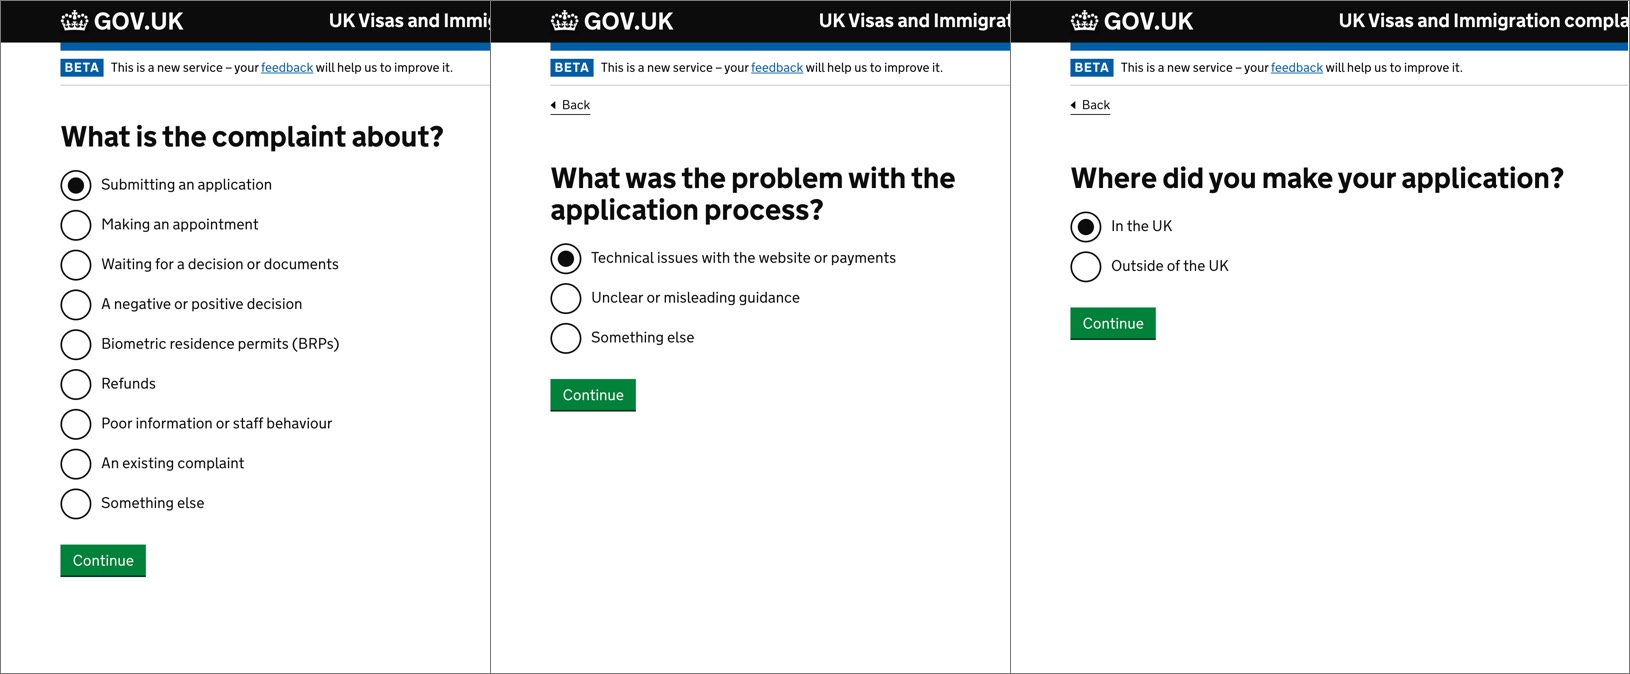 GOV.UK
UK Visas and Immig
BETA This is a new service – your feedback will help us to improve it.
What is the complaint about?
Submitting an application
Making an appointment
Waiting for a decision or documents
A negative or positive decision
Biometric residence permits (BRPs)
Refunds
Poor information or staff behaviour
An existing complaint
Something else
Continue
GOV.UK
UK Visas and Immigrat
BETA This is a new service – your feedback will help us to improve it.
Back
What was the problem with the
application process?
Technical issues with the website or payments
Unclear or misleading guidance
Something else
Continue
GOV.UK
UK Visas and Immigration compla
BETA This is a new service – your feedback will help us to improve it.
Back
Where did you make your application?
In the UK
Outside of the UK
Continue